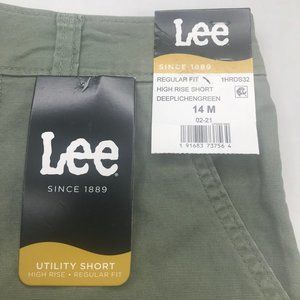 Lee
SINCE 1889
REGULAR FIT
1HRDS32
HIGH RISE SHORT
DEEPLICHENGREEN
14 M
02-21
1 91683 73756 4
Lee
SINCE 1889
UTILITY SHORT
HIGH RISE • REGULAR FIT